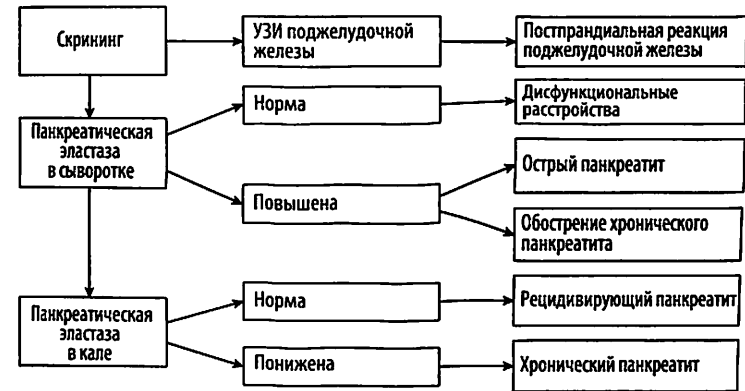 Скрининг
УЗИ поджелудочной
железы
Постпрандиальная реакция
поджелудочной железы
Панкреатическая
эластаза
в сыворотке
Норма
Дисфункциональные
расстройства
Повышена
Острый панкреатит
Обострение хронического
панкреатита
Панкреатическая
эластаза
в кале
Норма
Рецидивирующий панкреатит
Понижена
Хронический панкреатит